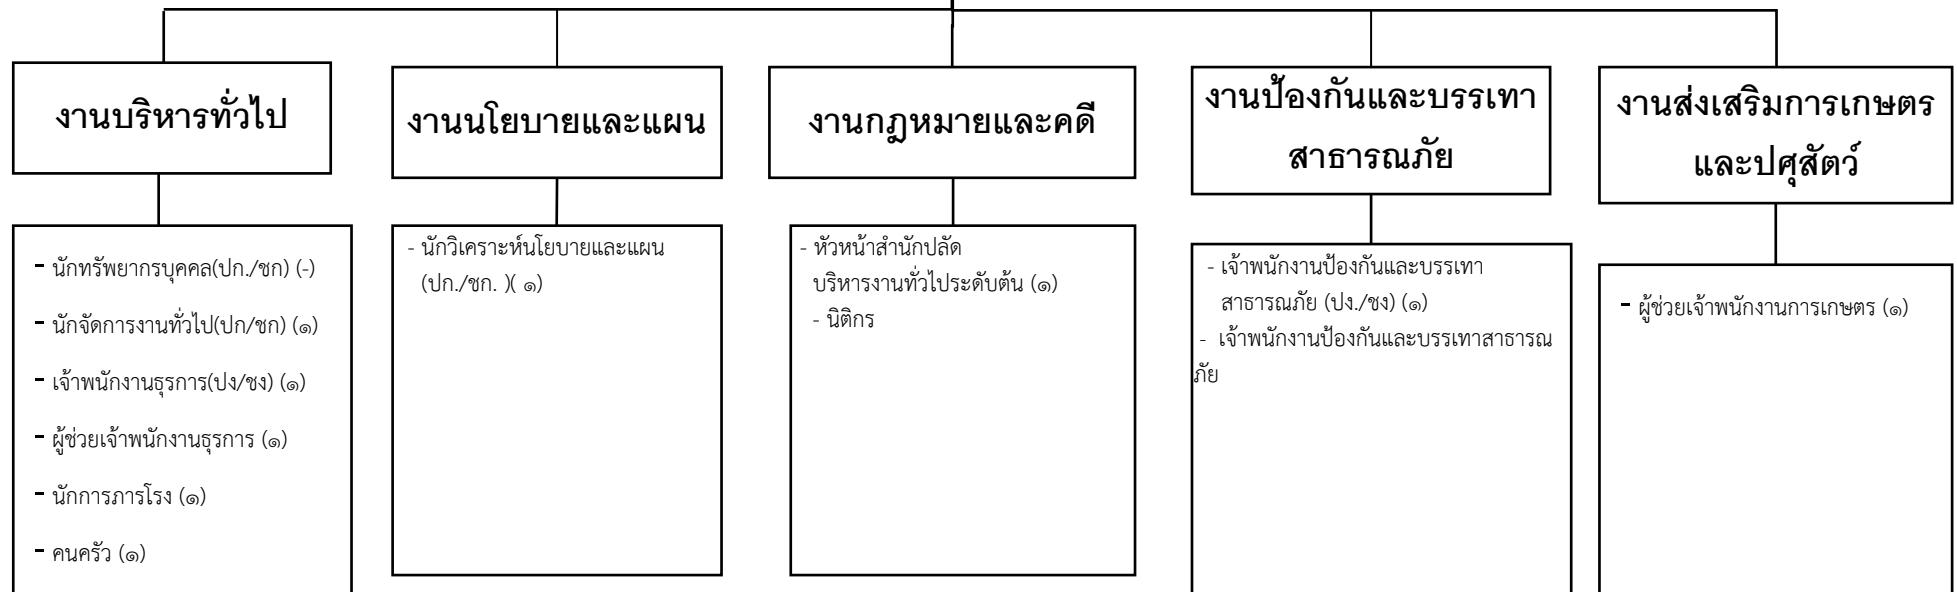 งานบริหารทั่วไป
งานนโยบายและแผน
งานกฎหมายและคดี
งานป้องกันและบรรเทา
สาธารณภัย
งานส่งเสริมการเกษตร
และปศุสัตว์
- นักทรัพยากรบุคคล(ปก./ชก) (-)
- นักจัดการงานทั่วไป(ปก/ชก) (๑)
- เจ้าพนักงานธุรการ(ปง/ชง) (๑)
- ผู้ช่วยเจ้าพนักงานธุรการ (๑)
- นักการภารโรง (๑)
- คนครัว (๑)
- นักวิเคราะห์นโยบายและแผน
(ปก./ชก. )( ๑)
- หัวหน้าสำนักปลัด
บริหารงานทั่วไประดับต้น (๑)
- นิติกร
- เจ้าพนักงานป้องกันและบรรเทา
สาธารณภัย (ปง./ชง) (๑)
- เจ้าพนักงานป้องกันและบรรเทาสาธารณ
ภัย
- ผู้ช่วยเจ้าพนักงานการเกษตร (๑)